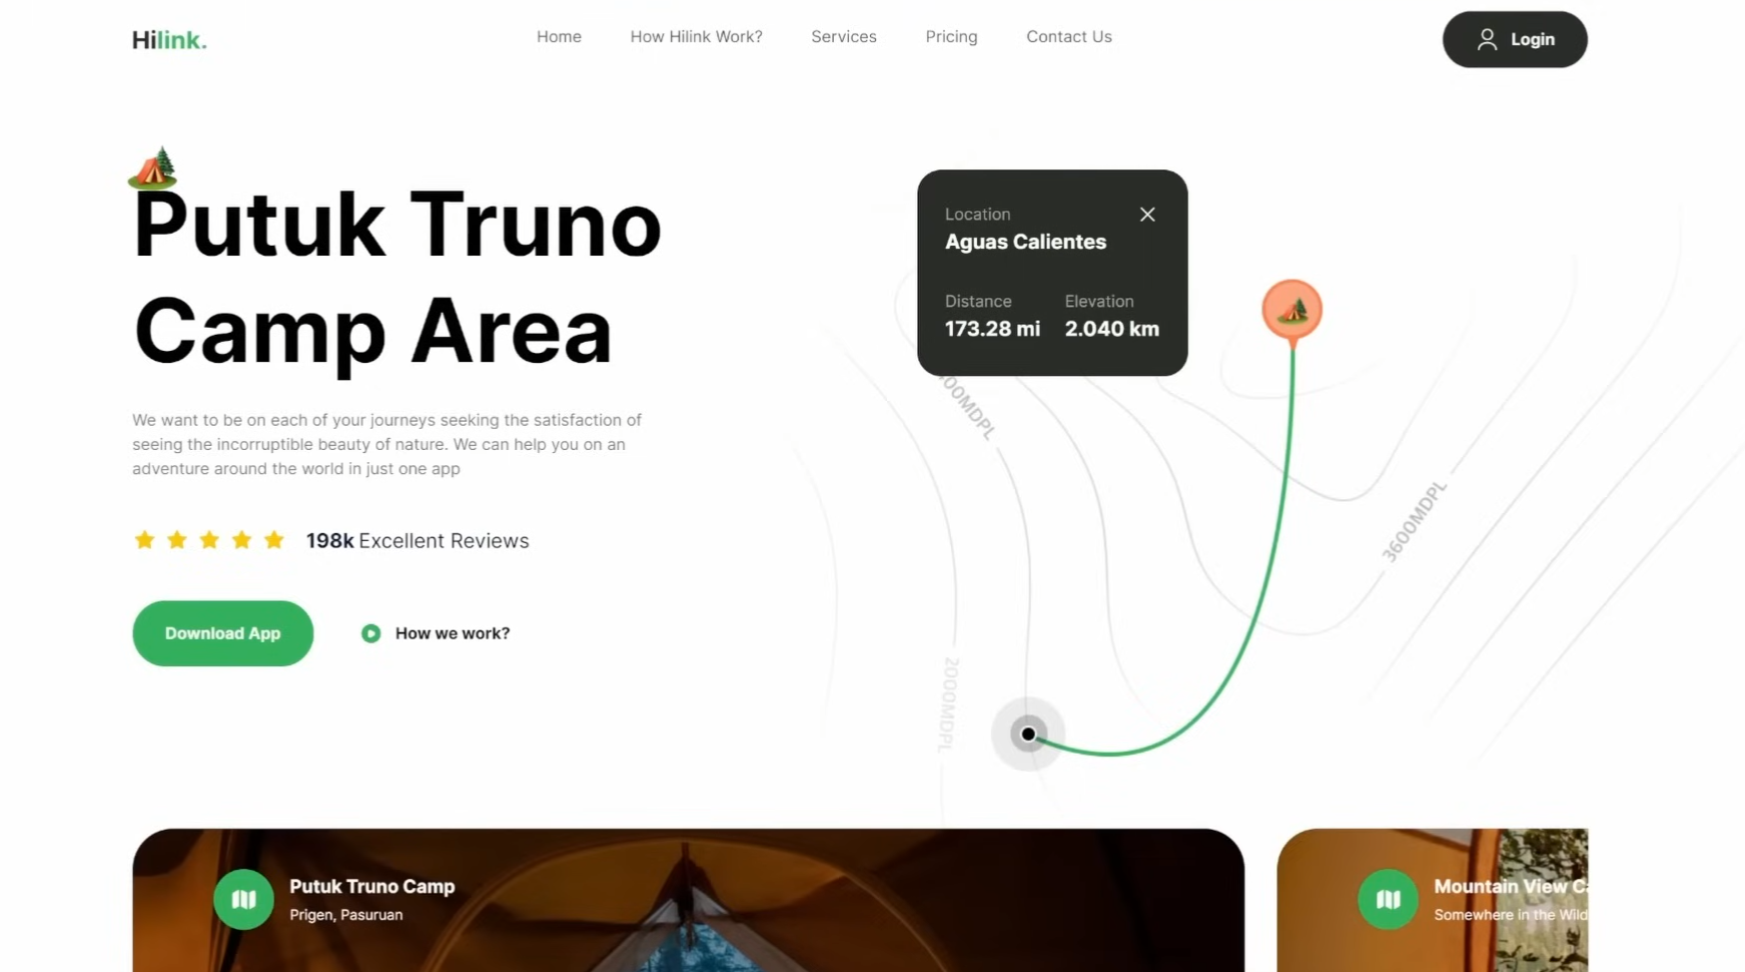 Hilink.
Home
How Hilink Work?
Services
Pricing
Contact Us
Login
Putuk Truno
Camp Area
We want to be on each of your journeys seeking the satisfaction of
seeing the incorruptible beauty of nature. We can help you on an
adventure around the world in just one app
198k Excellent Reviews
Download App
How we work?
Location
Aguas Calientes
Distance
Elevation
173.28 mi
2.040 km
3600MDPL
2000MDPL
Putuk Truno Camp
Prigen, Pasuruan
Mountain View
Somewhere in the Wild